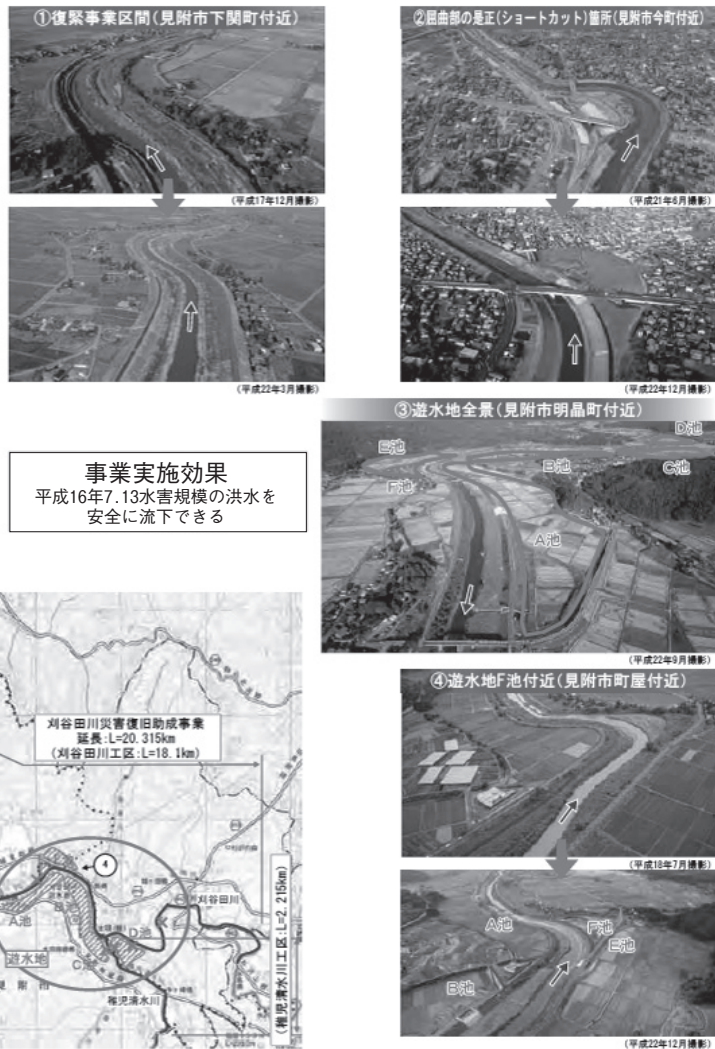 ①復緊事業区間(見附市下関町付近)
(平成17年12月撮影)
(平成22年3月撮影)
②屈曲部の是正(ショートカット)箇所(見附市今町付近)
(平成21年6月撮影)
(平成22年12月撮影)
③遊水地全景(見附市明晶町付近)
D池
E池
B池
C池
F池
A池
(平成22年9月撮影)
事業実施効果
平成16年7.13水害規模の洪水を
安全に流下できる
刈谷田川災害復旧助成事業
延長:L=20.315km
(刈谷田川工区:L=18.1km)
④
刈谷田川
A池
D池
遊水地
C池
稚児清水川
見附市
(稚児清水川工区:L=2.215km)
④遊水地F池付近(見附市町屋付近)
(平成18年7月撮影)
A池
F池
E池
B池
(平成22年12月撮影)